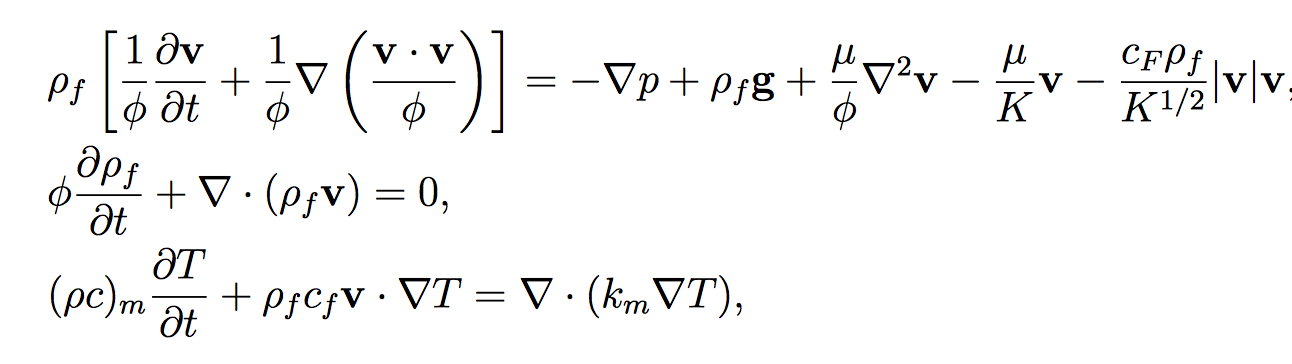 ρ_f [ (1/φ) ∂𝐯/∂t + (1/φ) ∇ ( (𝐯 · 𝐯)/φ ) ] = −∇p + ρ_f 𝐠 + (μ/φ) ∇²𝐯 − (μ/K) 𝐯 − (c_F ρ_f / K^{1/2}) |𝐯|𝐯,
φ ∂ρ_f/∂t + ∇ · (ρ_f 𝐯) = 0,
(ρc)_m ∂T/∂t + ρ_f c_f 𝐯 · ∇T = ∇ · (k_m ∇T),